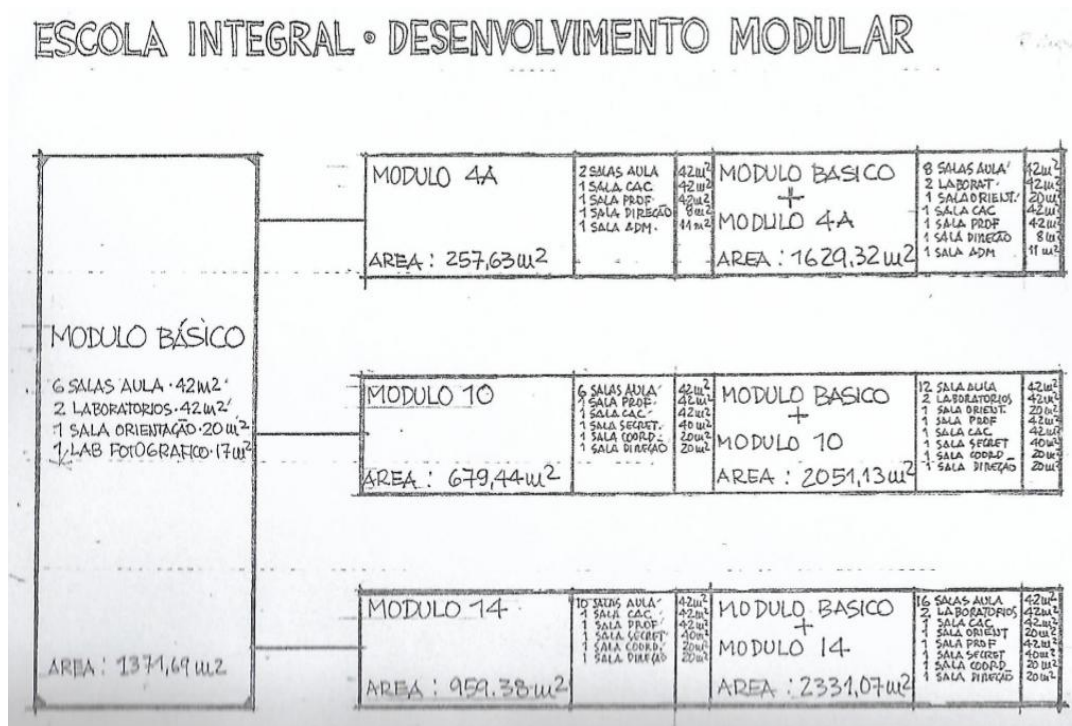 ESCOLA INTEGRAL • DESENVOLVIMENTO MODULAR
MODULO BÁSICO
6 SALAS AULA · 42m2
2 LABORATORIOS · 42m2
1 SALA ORIENTAÇÃO · 20m2
1 LAB FOTOGRAFICO · 17m2
AREA : 1371,69m2
MODULO 4A
AREA : 257,63m2
2 SALAS AULA 42m2
1 SALA CAC 42m2
1 SALA PROF. 42m2
1 SALA DIREÇÃO 8m2
1 SALA ADM. 11m2
MODULO BASICO
+
MODULO 4A
AREA : 1629,32m2
8 SALAS AULA 42m2
2 LABORAT. 42m2
1 SALA ORIENT. 20m2
1 SALA CAC 42m2
1 SALA PROF 42m2
1 SALA DIREÇÃO 8m2
1 SALA ADM 11m2
MODULO 10
AREA : 679,44m2
6 SALAS AULA 42m2
1 SALA PROF. 42m2
1 SALA CAC 42m2
1 SALA SECRET. 40m2
1 SALA COORD. 20m2
1 SALA DIREÇÃO 20m2
MODULO BASICO
+
MODULO 10
AREA : 2051,13m2
12 SALA AULA 42m2
2 LABORATORIOS 42m2
1 SALA ORIENT. 20m2
1 SALA PROF 42m2
1 SALA CAC 42m2
1 SALA SECRET 40m2
1 SALA COORD 20m2
1 SALA DIREÇÃO 20m2
MODULO 14
AREA : 959.38m2
10 SALAS AULA 42m2
1 SALA CAC 42m2
1 SALA PROF 42m2
1 SALA SECRET 40m2
1 SALA COORD. 20m2
1 SALA DIREÇÃO 20m2
MODULO BASICO
+
MODULO 14
AREA : 2331,07m2
16 SALAS AULA 42m2
2 LABORATORIOS 42m2
1 SALA CAC 42m2
1 SALA ORIENT 20m2
1 SALA PROF 42m2
1 SALA SECRET 40m2
1 SALA COORD 20m2
1 SALA DIREÇÃO 20m2